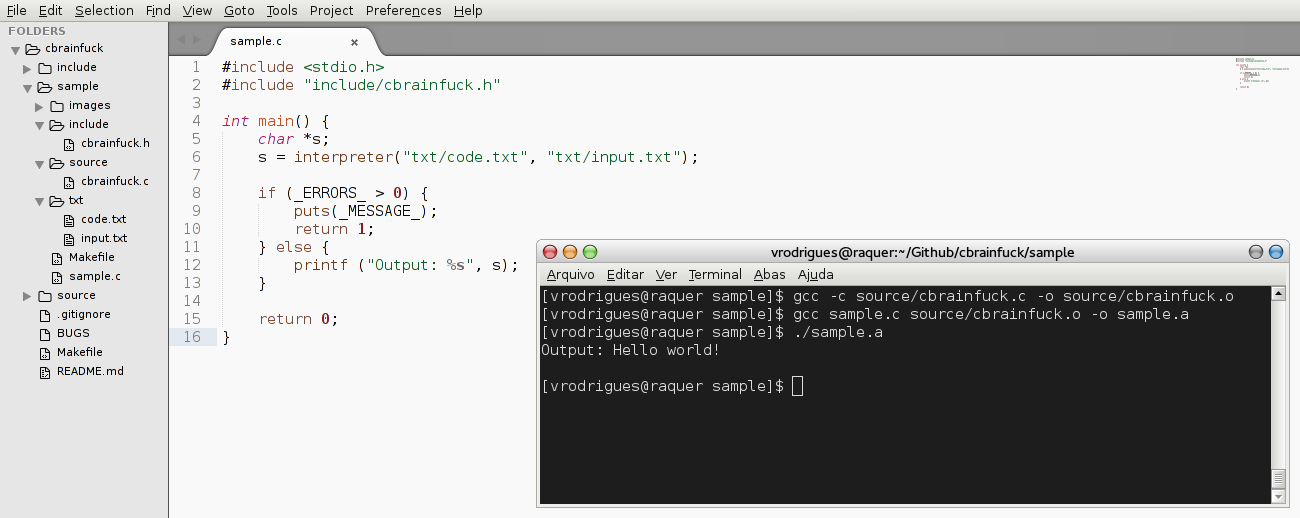 File Edit Selection Find View Goto Tools Project Preferences Help
FOLDERS
cbrainfuck
include
sample
images
include
cbrainfuck.h
source
cbrainfuck.c
txt
code.txt
input.txt
Makefile
sample.c
source
.gitignore
BUGS
Makefile
README.md
sample.c ×
1 #include <stdio.h>
2 #include "include/cbrainfuck.h"
3
4 int main() {
5 char *s;
6 s = interpreter("txt/code.txt", "txt/input.txt");
7
8 if (_ERRORS_ > 0) {
9 puts(_MESSAGE_);
10 return 1;
11 } else {
12 printf ("Output: %s", s);
13 }
14
15 return 0;
16 }
vrodrigues@raquer:~/Github/cbrainfuck/sample
Arquivo Editar Ver Terminal Abas Ajuda
[vrodrigues@raquer sample]$ gcc -c source/cbrainfuck.c -o source/cbrainfuck.o
[vrodrigues@raquer sample]$ gcc sample.c source/cbrainfuck.o -o sample.a
[vrodrigues@raquer sample]$ ./sample.a
Output: Hello world!
[vrodrigues@raquer sample]$